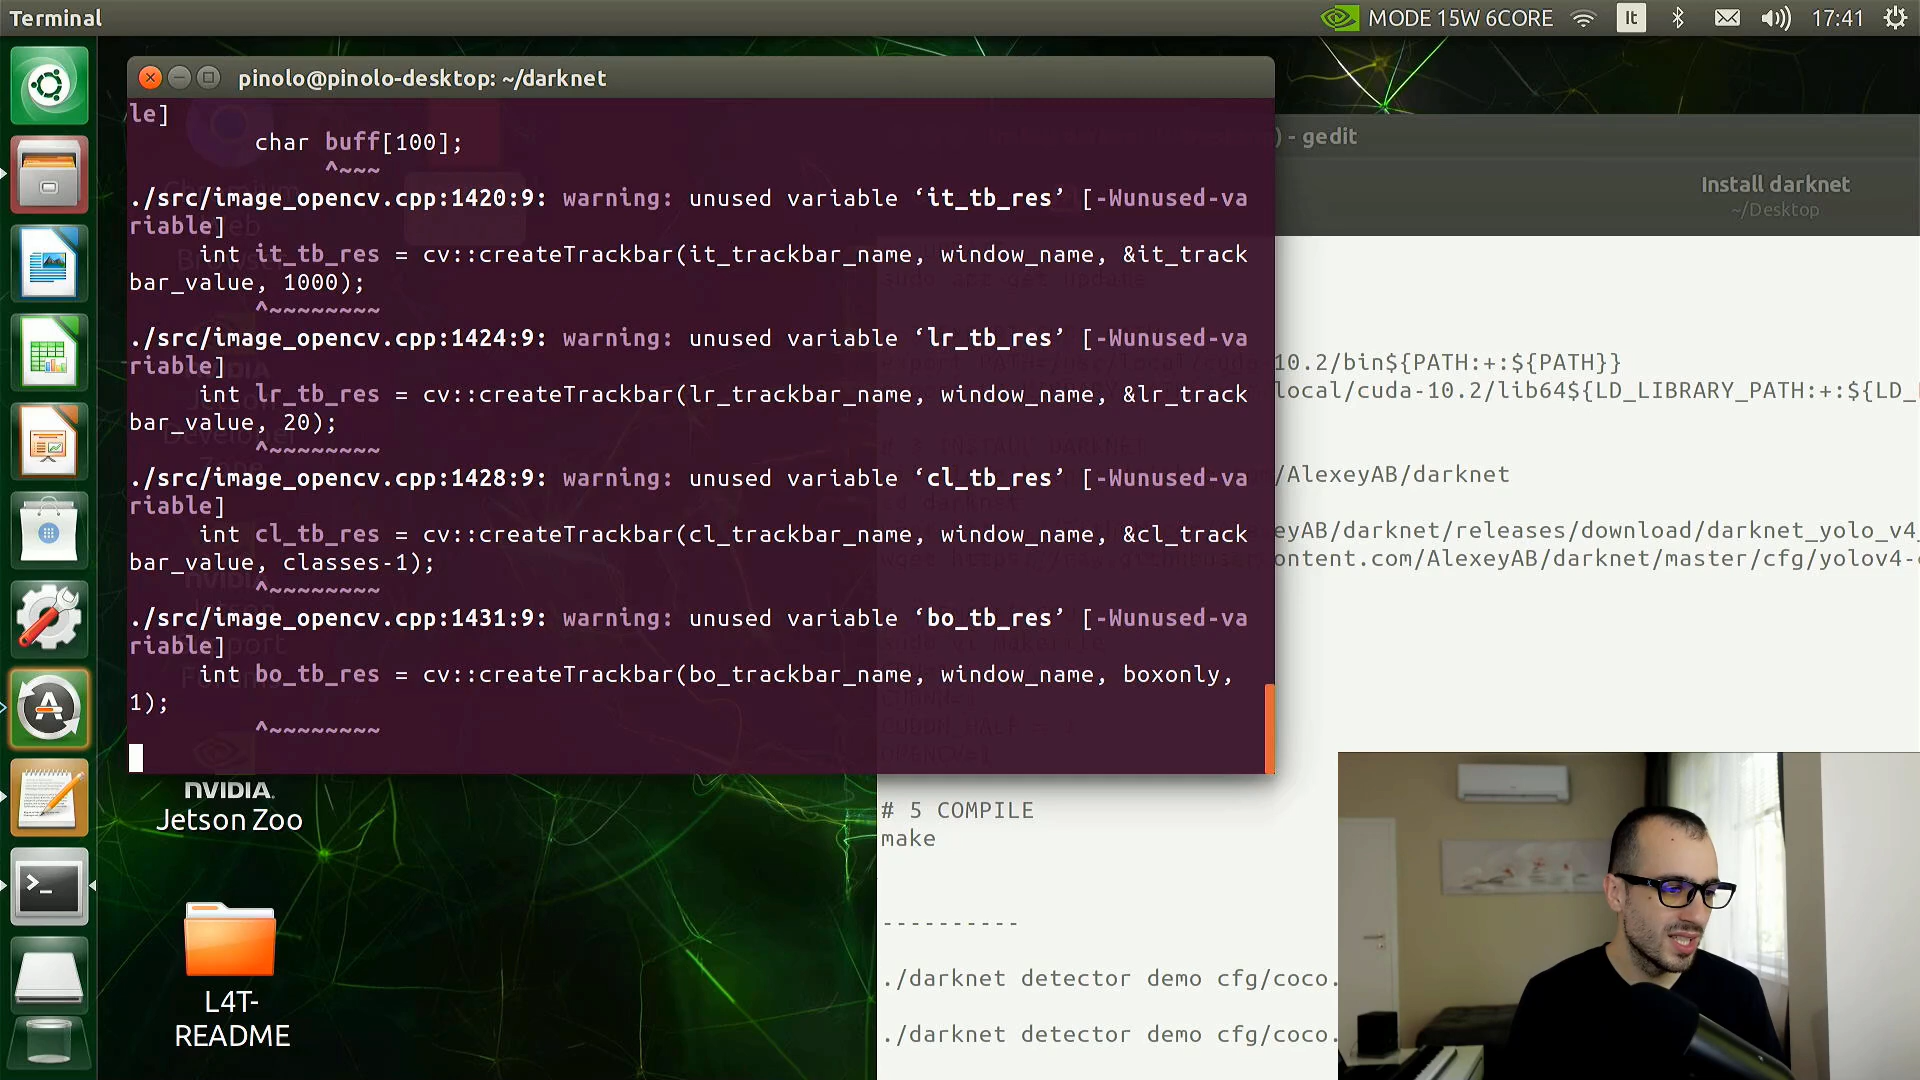 Terminal
MODE 15W 6CORE
It
17:41
pinolo@pinolo-desktop: ~/darknet
le]
char buff[100];
^~~~
./src/image_opencv.cpp:1420:9: warning: unused variable ‘it_tb_res’ [-Wunused-va
riable]
int it_tb_res = cv::createTrackbar(it_trackbar_name, window_name, &it_track
bar_value, 1000);
^~~~~~~~~
./src/image_opencv.cpp:1424:9: warning: unused variable ‘lr_tb_res’ [-Wunused-va
riable]
int lr_tb_res = cv::createTrackbar(lr_trackbar_name, window_name, &lr_track
bar_value, 20);
^~~~~~~~~
./src/image_opencv.cpp:1428:9: warning: unused variable ‘cl_tb_res’ [-Wunused-va
riable]
int cl_tb_res = cv::createTrackbar(cl_trackbar_name, window_name, &cl_track
bar_value, classes-1);
^~~~~~~~~
./src/image_opencv.cpp:1431:9: warning: unused variable ‘bo_tb_res’ [-Wunused-va
riable]
int bo_tb_res = cv::createTrackbar(bo_trackbar_name, window_name, boxonly,
1);
^~~~~~~~~
) - gedit
Install darknet
~/Desktop
10.2/bin${PATH:+:${PATH}}
local/cuda-10.2/lib64${LD_LIBRARY_PATH:+:${LD_
# 3 INSTALL DARKNET
/AlexeyAB/darknet
eyAB/darknet/releases/download/darknet_yolo_v4_
ontent.com/AlexeyAB/darknet/master/cfg/yolov4-
# 5 COMPILE
make
----------
./darknet detector demo cfg/coco.
./darknet detector demo cfg/coco.
NVIDIA.
Jetson Zoo
L4T-
README